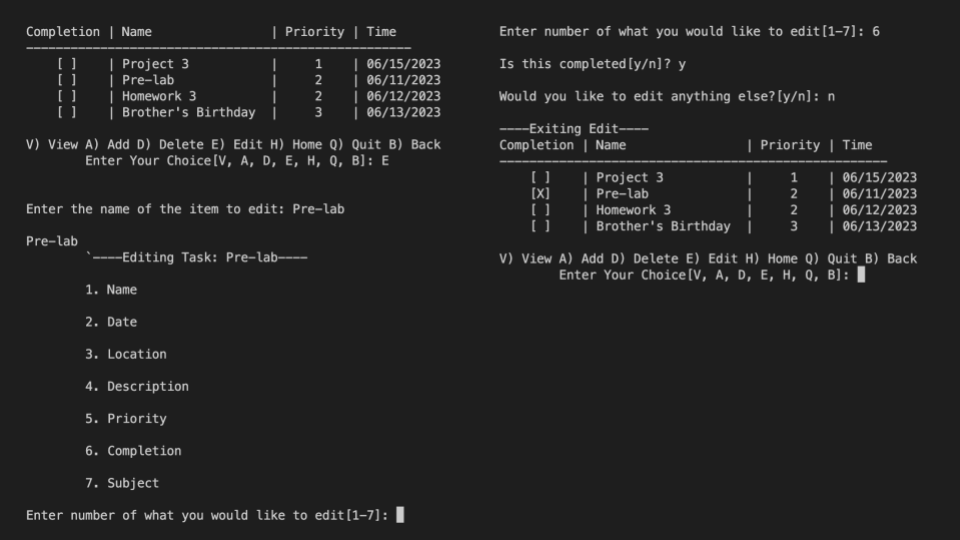 Completion | Name | Priority | Time
----------------------------------------------------
[ ] | Project 3 | 1 | 06/15/2023
[ ] | Pre-lab | 2 | 06/11/2023
[ ] | Homework 3 | 2 | 06/12/2023
[ ] | Brother's Birthday | 3 | 06/13/2023
V) View A) Add D) Delete E) Edit H) Home Q) Quit B) Back
Enter Your Choice[V, A, D, E, H, Q, B]: E
Enter the name of the item to edit: Pre-lab
Pre-lab
`----Editing Task: Pre-lab----
1. Name
2. Date
3. Location
4. Description
5. Priority
6. Completion
7. Subject
Enter number of what you would like to edit[1-7]:
Enter number of what you would like to edit[1-7]: 6
Is this completed[y/n]? y
Would you like to edit anything else?[y/n]: n
----Exiting Edit----
Completion | Name | Priority | Time
----------------------------------------------------
[ ] | Project 3 | 1 | 06/15/2023
[X] | Pre-lab | 2 | 06/11/2023
[ ] | Homework 3 | 2 | 06/12/2023
[ ] | Brother's Birthday | 3 | 06/13/2023
V) View A) Add D) Delete E) Edit H) Home Q) Quit B) Back
Enter Your Choice[V, A, D, E, H, Q, B]: